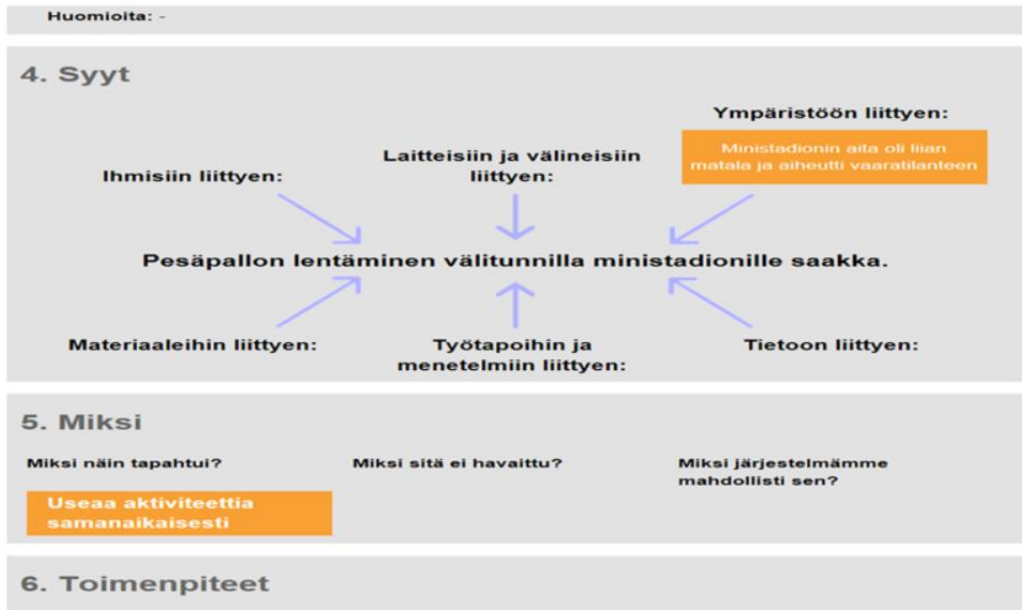 Huomioita: -
4. Syyt
Ympäristöön liittyen:
Ministadionin aita oli liian
matala ja aiheutti vaaratilanteen
Laitteisiin ja välineisiin
liittyen:
Ihmisiin liittyen:
Pesäpallon lentäminen välitunnilla ministadionille saakka.
Materiaaleihin liittyen:
Työtapoihin ja
menetelmiin liittyen:
Tietoon liittyen:
5. Miksi
Miksi näin tapahtui?
Useaa aktiviteettia
samanaikaisesti
Miksi sitä ei havaittu?
Miksi järjestelmämme
mahdollisti sen?
6. Toimenpiteet